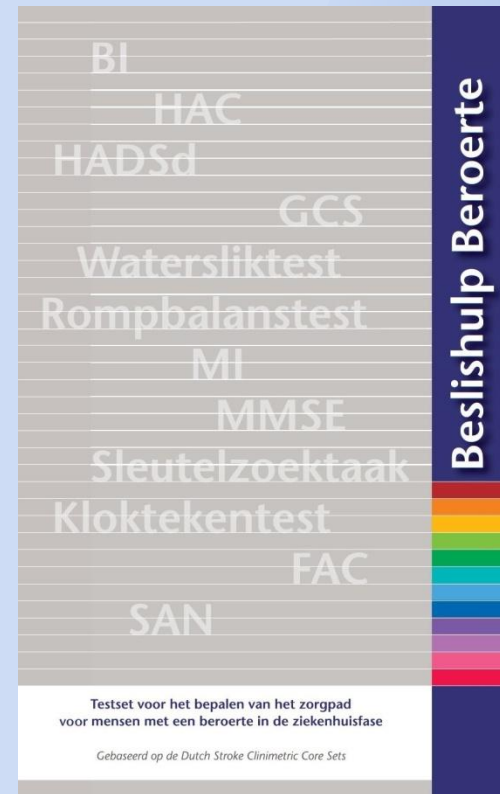 BI
HAC
HADSd
GCS
Watersliktest
Rompbalanstest
MI
MMSE
Sleutelzoektaak
Kloktekentest
FAC
SAN
Beslishulp Beroerte
Testset voor het bepalen van het zorgpad
voor mensen met een beroerte in de ziekenhuisfase
Gebaseerd op de Dutch Stroke Clinimetric Core Sets